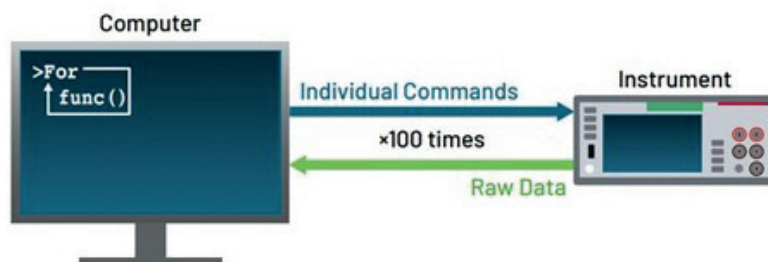 Computer
>For
func()
Individual Commands
×100 times
Raw Data
Instrument